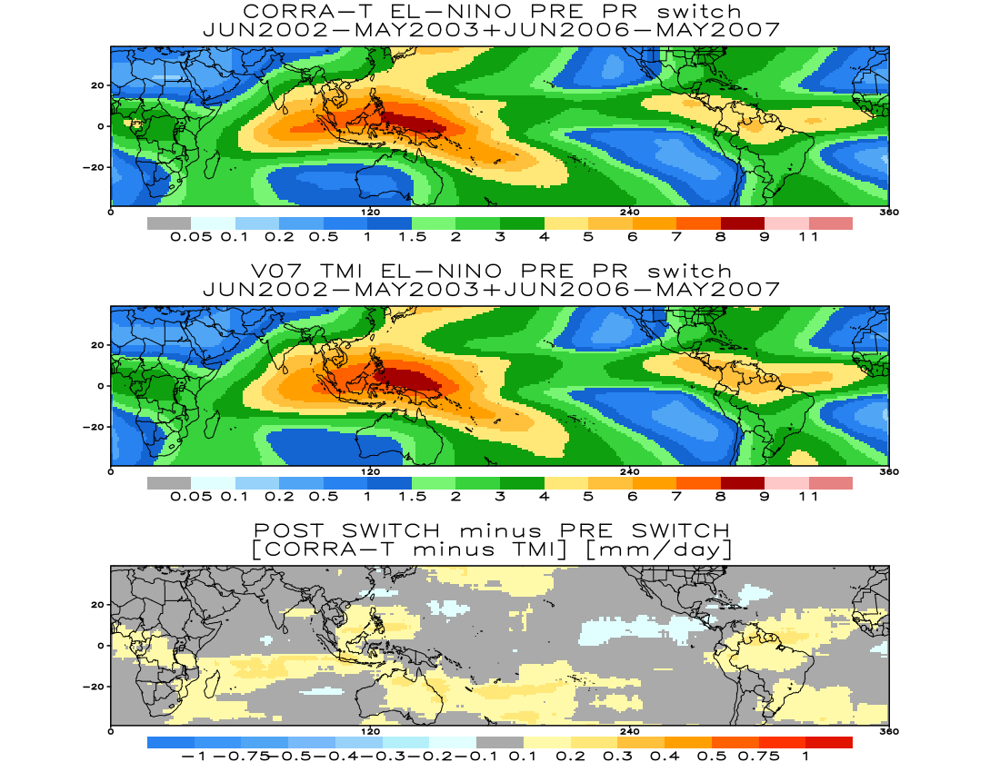 CORRA-T EL-NINO PRE PR switch
JUN2002-MAY2003+JUN2006-MAY2007
20
0
-20
0 120 240 360
0.05 0.1 0.2 0.5 1 1.5 2 3 4 5 6 7 8 9 11
V07 TMI EL-NINO PRE PR switch
JUN2002-MAY2003+JUN2006-MAY2007
20
0
-20
0 120 240 360
0.05 0.1 0.2 0.5 1 1.5 2 3 4 5 6 7 8 9 11
POST SWITCH minus PRE SWITCH
[CORRA-T minus TMI] [mm/day]
20
0
-20
0 120 240 360
-1 -0.75 -0.5 -0.4 -0.3 -0.2 -0.1 0.1 0.2 0.3 0.4 0.5 0.75 1